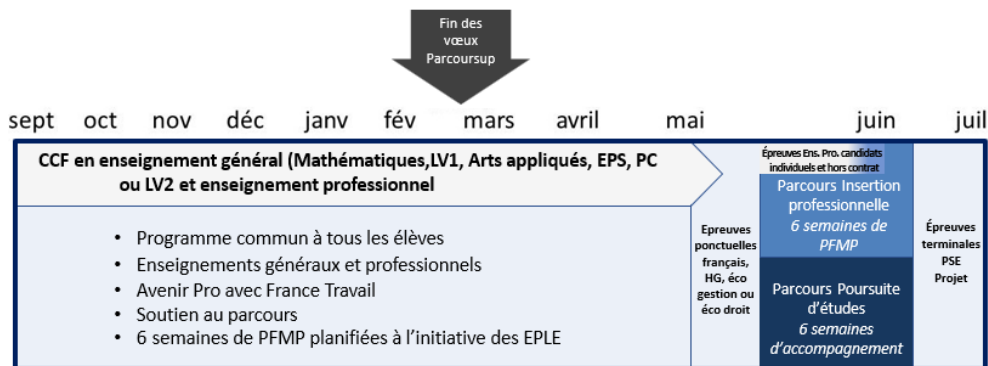 Fin des
vœux
Parcoursup
sept oct nov déc janv fév mars avril mai juin juil
CCF en enseignement général (Mathématiques,LV1, Arts appliqués, EPS, PC
ou LV2 et enseignement professionnel
• Programme commun à tous les élèves
• Enseignements généraux et professionnels
• Avenir Pro avec France Travail
• Soutien au parcours
• 6 semaines de PFMP planifiées à l’initiative des EPLE
Epreuves
ponctuelles
français,
HG, éco
gestion ou
éco droit
Épreuves Ens. Pro. candidats
individuels et hors contrat
Parcours Insertion
professionnelle
6 semaines de
PFMP
Parcours Poursuite
d’études
6 semaines
d’accompagnement
Épreuves
terminales
PSE
Projet